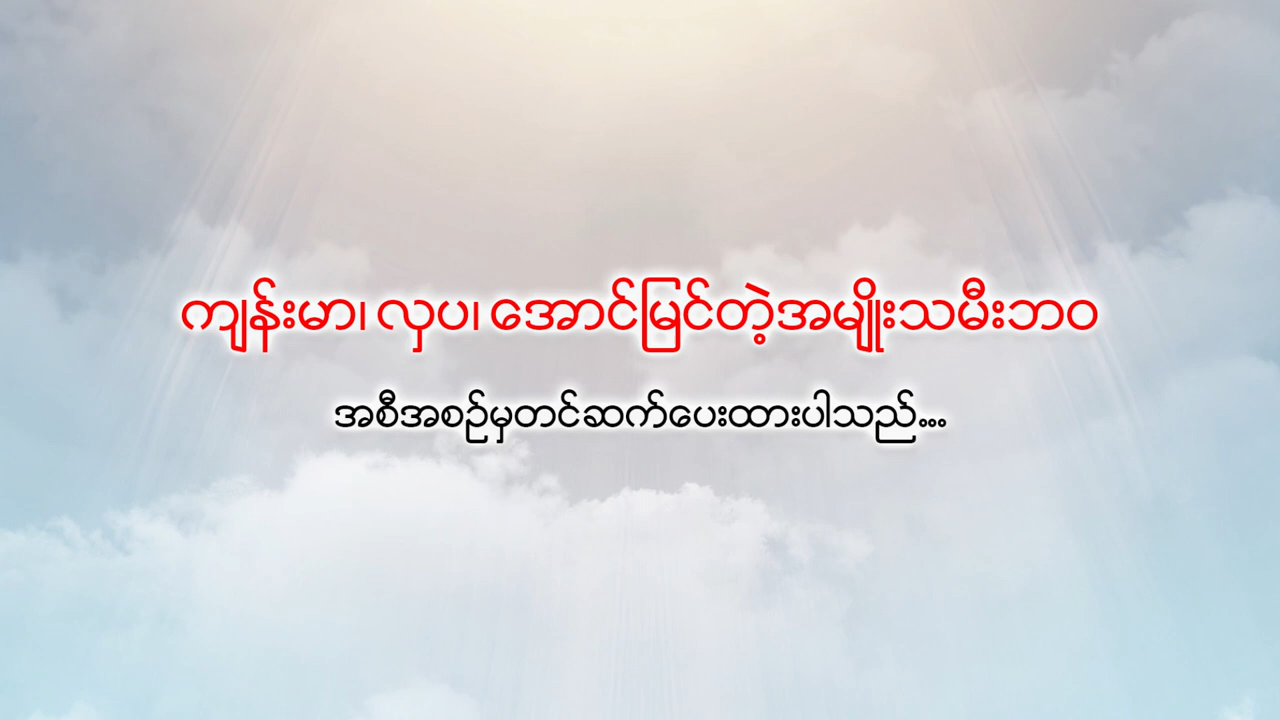 ကျန်းမာ၊ လှပ၊ အောင်မြင်တဲ့အမျိုးသမီးဘဝ
အစီအစဉ်မှတင်ဆက်ပေးထားပါသည်...